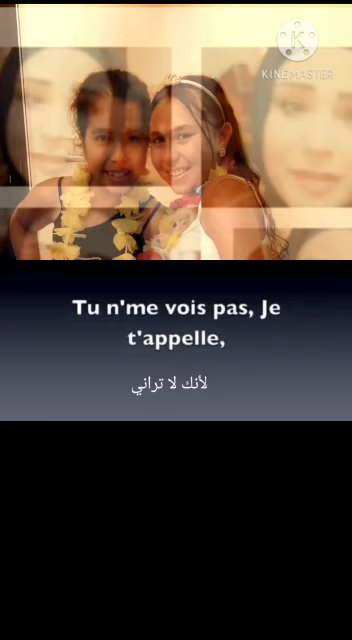 K
KINEMASTER
Tu n'me vois pas, Je
t'appelle,
لأنك لا تراني